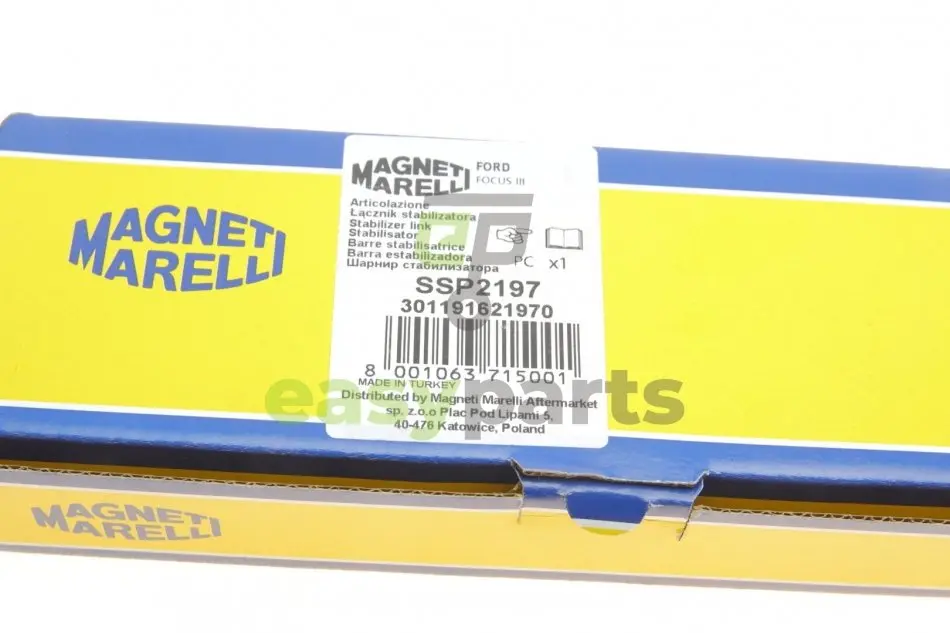 MAGNETI
MARELLI
MAGNETI
MARELLI
FORD
FOCUS III
Articolazione
Łącznik stabilizatora
Stabilizer link
Stabilisator
Barre stabilisatrice
Barra estabilizadora
Шарнир стабилизатора
PC x1
SSP2197
301191621970
8 001063 715001
MADE IN TURKEY
easyparts
Distributed by Magneti Marelli Aftermarket
sp. z.o.o Plac Pod Lipami 5,
40-476 Katowice, Poland
MAGNETI
MARELLI